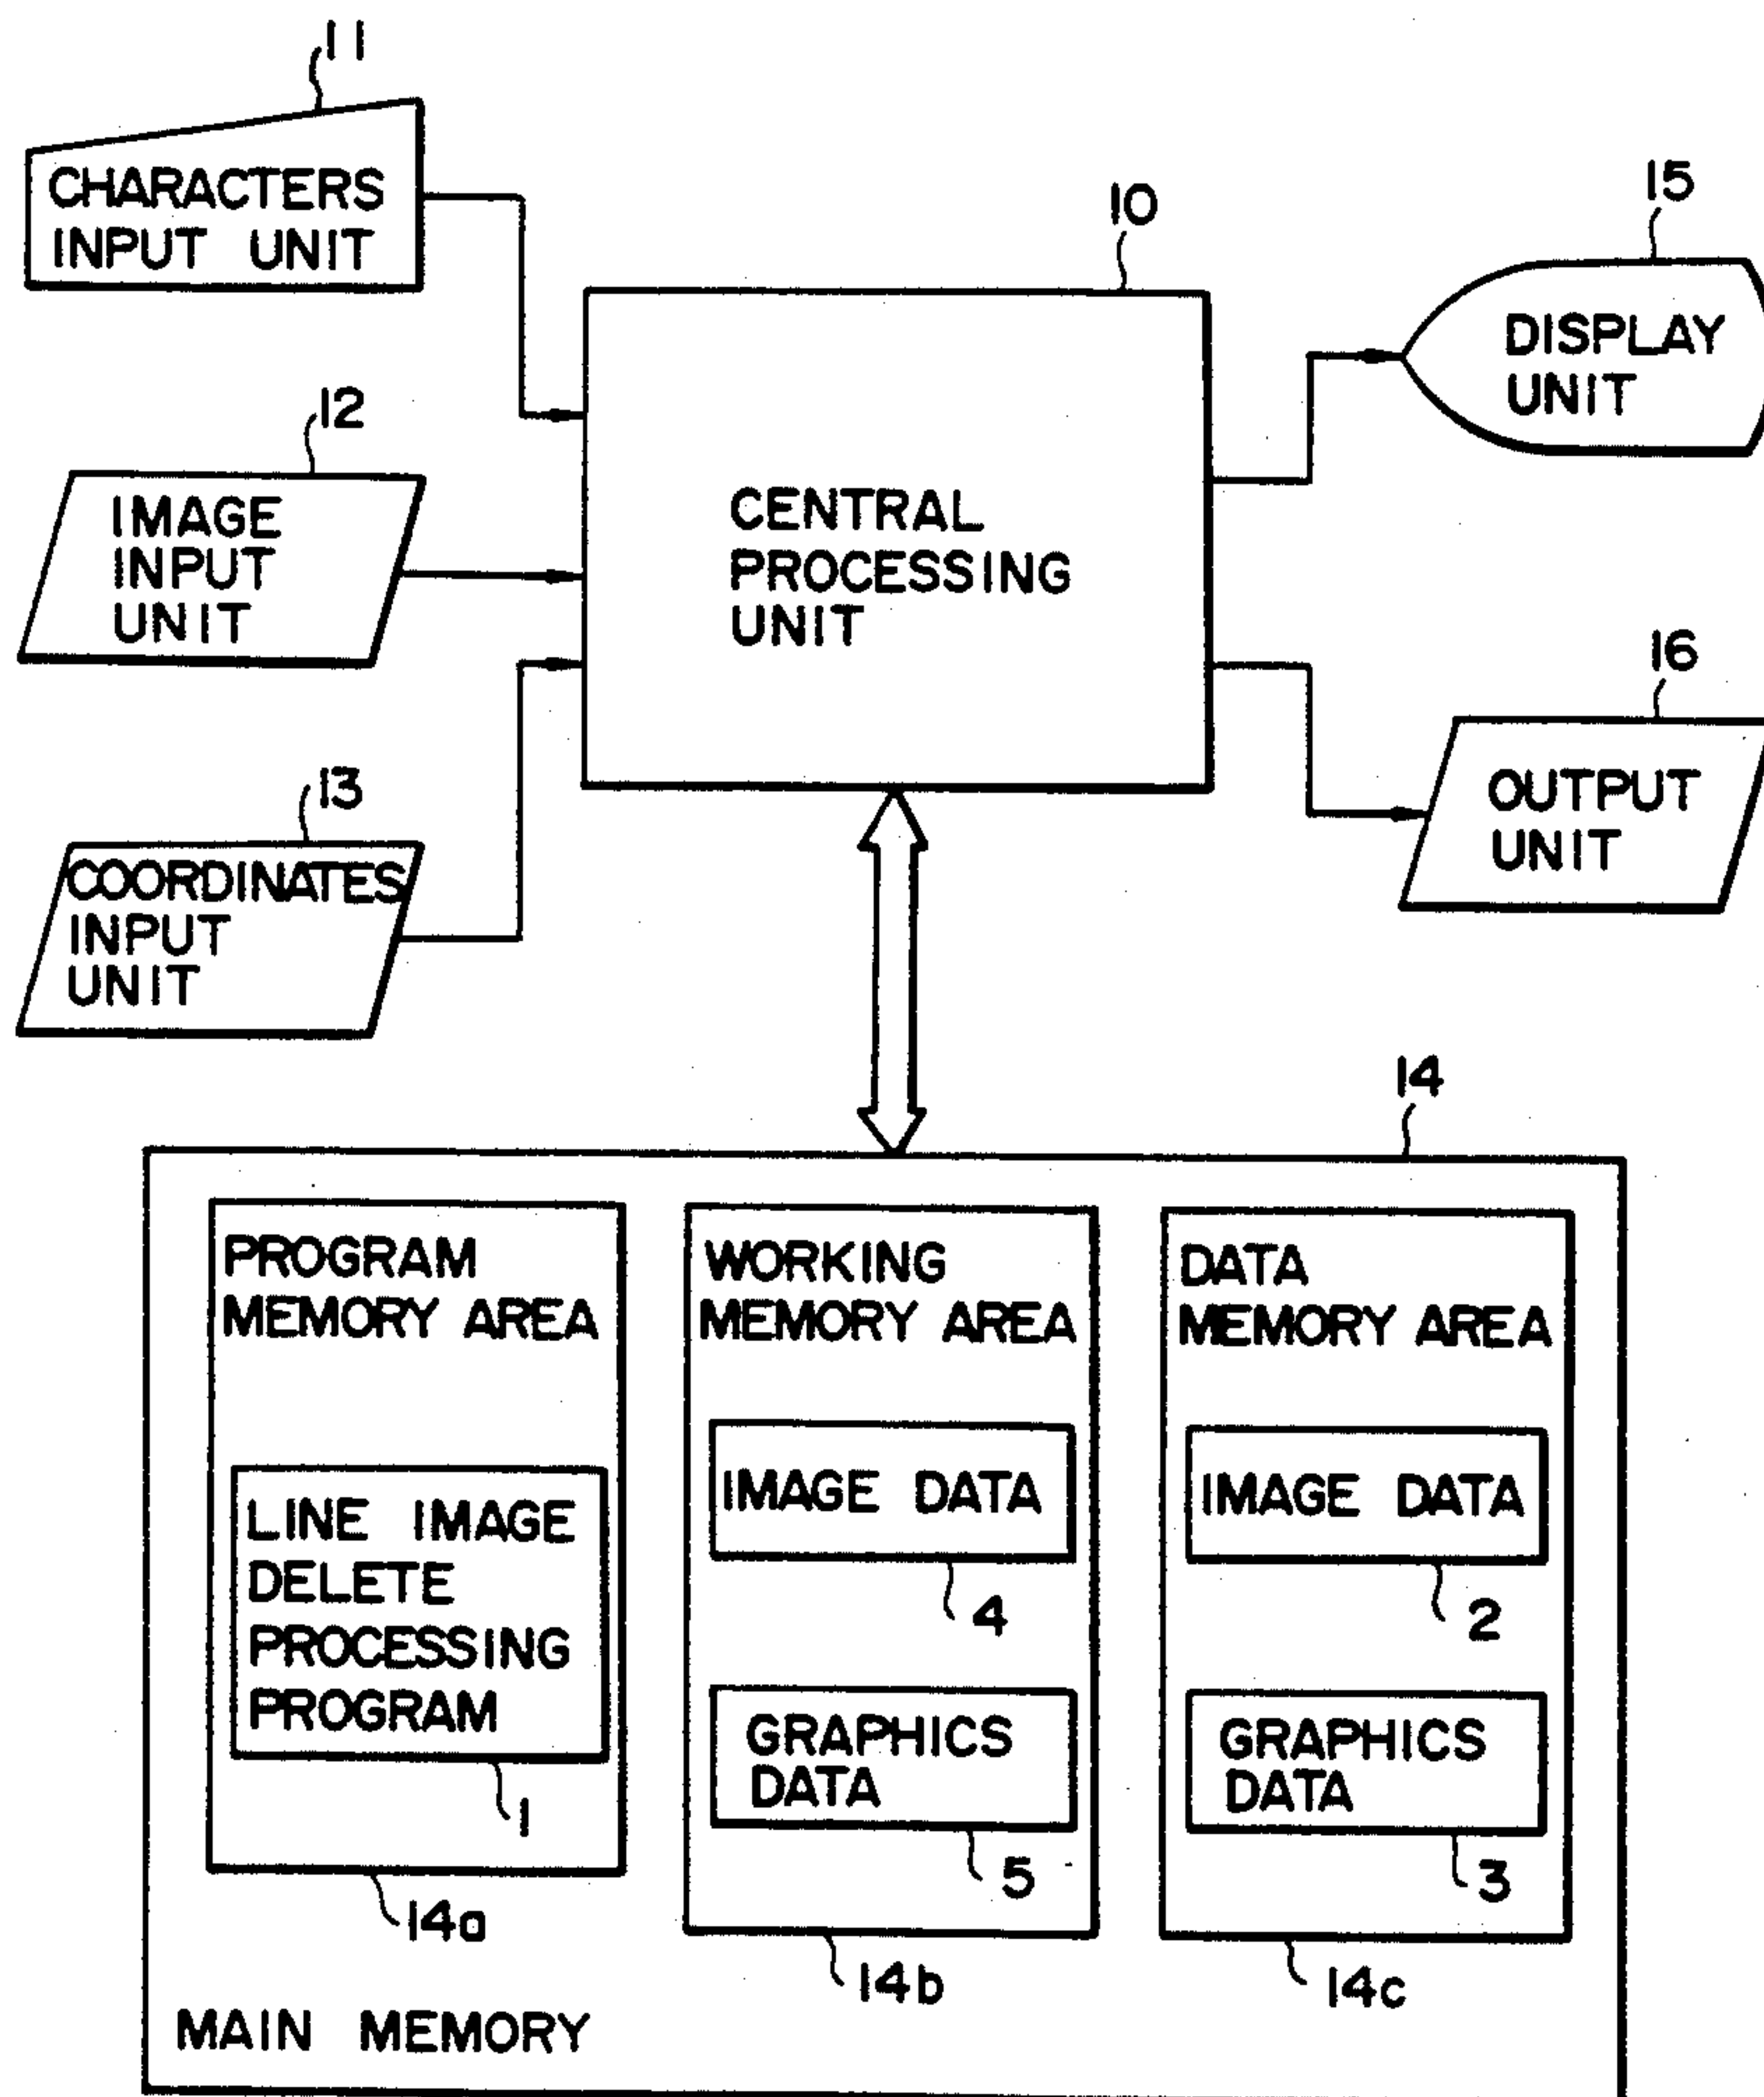 11
CHARACTERS
INPUT UNIT
12
IMAGE
INPUT
UNIT
13
COORDINATES
INPUT
UNIT
10
CENTRAL
PROCESSING
UNIT
15
DISPLAY
UNIT
16
OUTPUT
UNIT
14
PROGRAM
MEMORY AREA
LINE IMAGE
DELETE
PROCESSING
PROGRAM
1
14a
WORKING
MEMORY AREA
IMAGE DATA
4
GRAPHICS
DATA
5
14b
DATA
MEMORY AREA
IMAGE DATA
2
GRAPHICS
DATA
3
14c
MAIN MEMORY